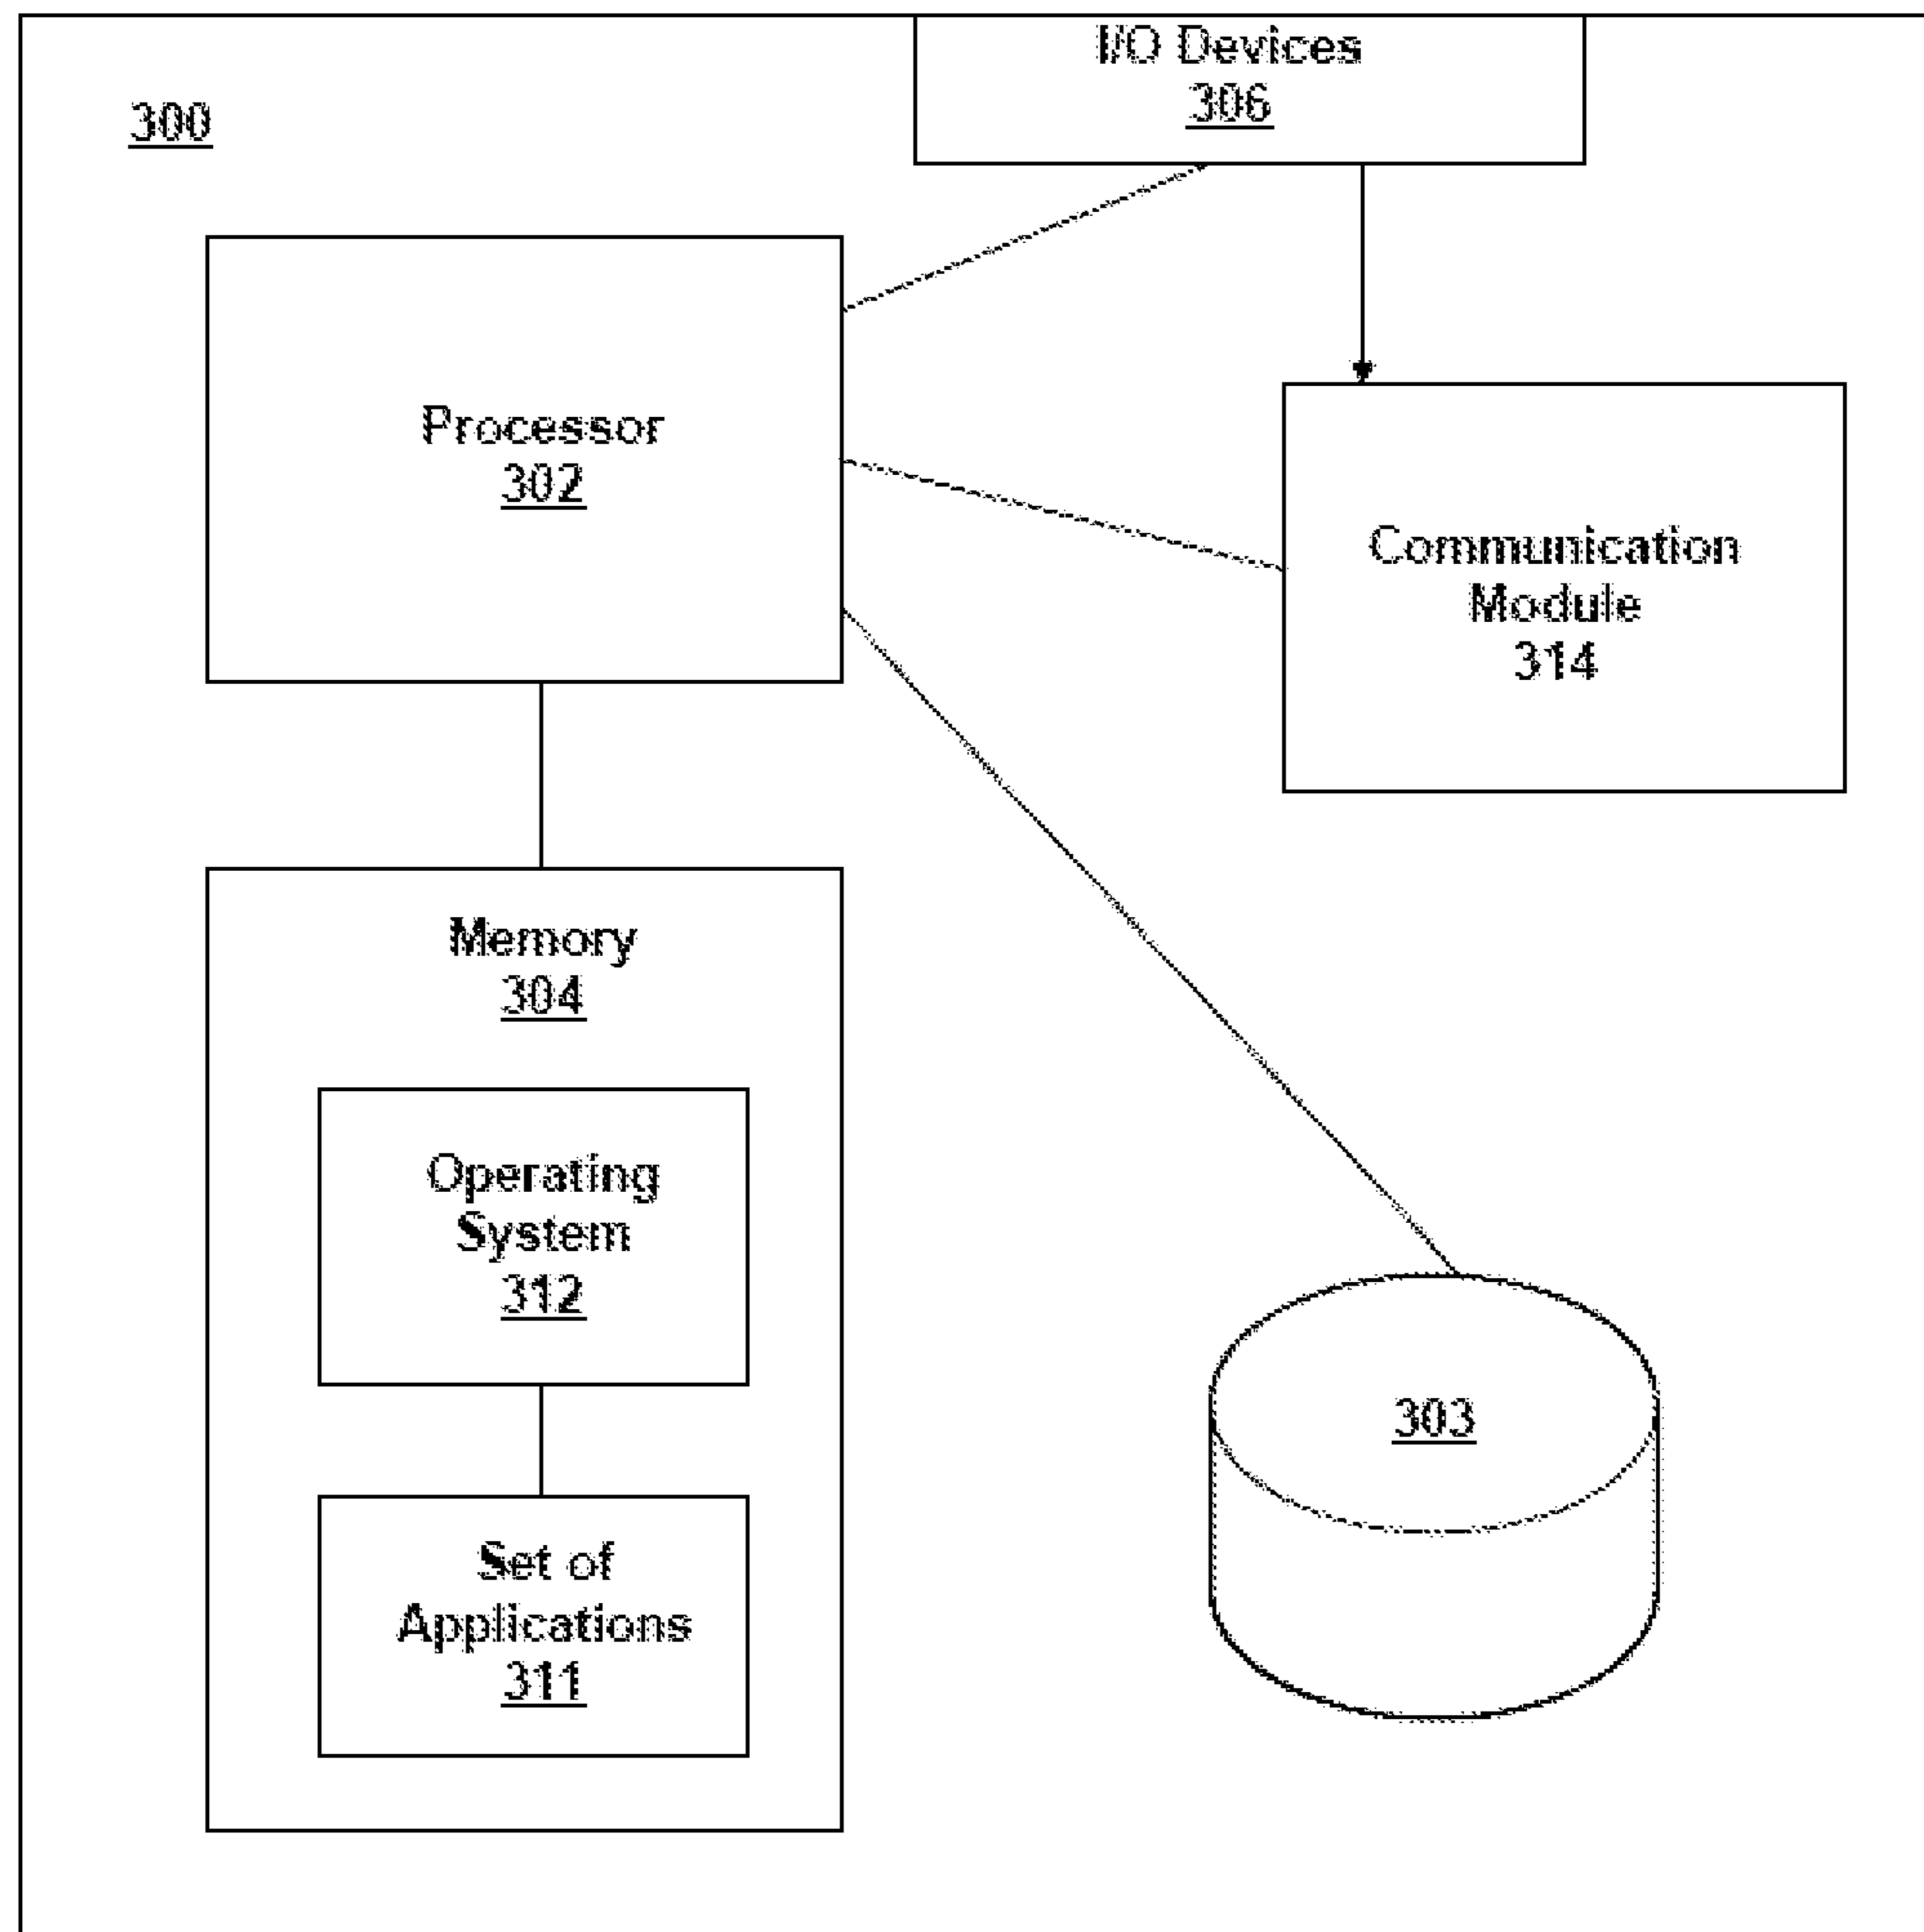 I/O Devices
306
300
Processor
302
Communication
Module
314
Memory
304
Operating
System
312
303
Set of
Applications
311